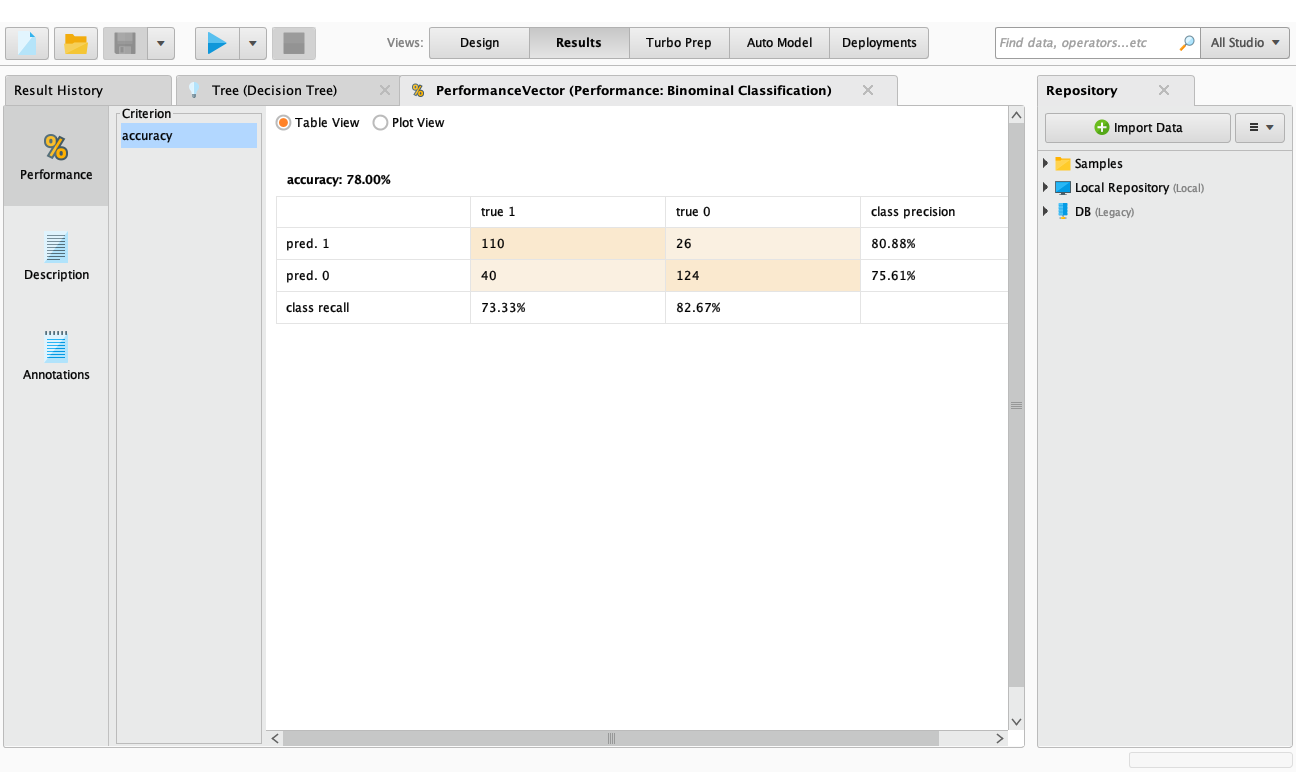 Views: Design Results Turbo Prep Auto Model Deployments Find data, operators...etc All Studio
Result History Tree (Decision Tree) % PerformanceVector (Performance: Binominal Classification) Repository
% Performance
Description
Annotations
Criterion
accuracy
Table View Plot View
accuracy: 78.00%
true 1 true 0 class precision
pred. 1 110 26 80.88%
pred. 0 40 124 75.61%
class recall 73.33% 82.67%
Import Data
Samples
Local Repository (Local)
DB (Legacy)